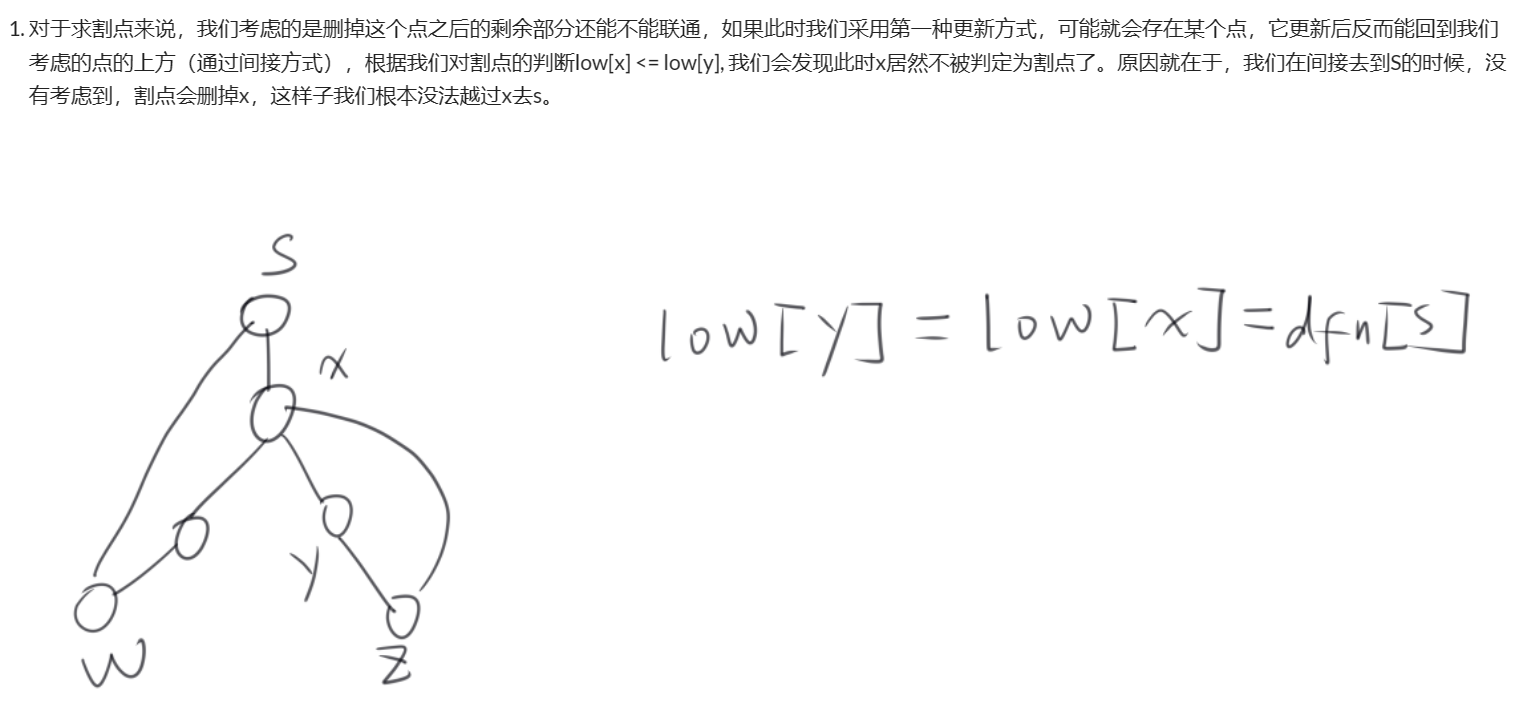 1. 对于求割点来说，我们考虑的是删掉这个点之后的剩余部分还能不能联通，如果此时我们采用第一种更新方式，可能就会存在某个点，它更新后反而能回到我们
考虑的点的上方（通过间接方式），根据我们对割点的判断low[x] <= low[y], 我们会发现此时x居然不被判定为割点了。原因就在于，我们在间接去到S的时候，没
有考虑到，割点会删掉x，这样子我们根本没法越过x去s。
S
low[y] = low[x] = dfn[s]
x
y
W
Z